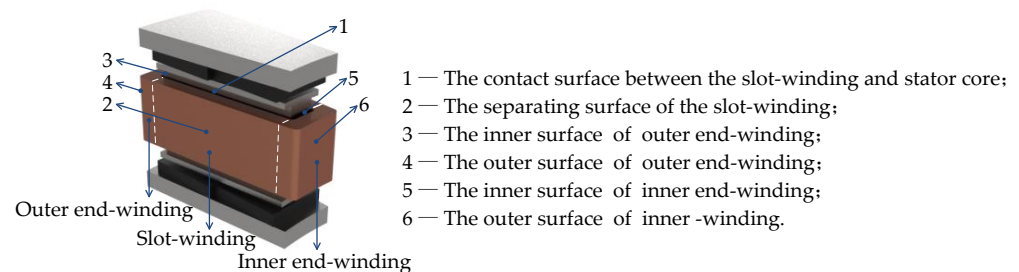 1
3
4
2
5
6
Outer end-winding
Slot-winding
Inner end-winding
1 — The contact surface between the slot-winding and stator core;
2 — The separating surface of the slot-winding;
3 — The inner surface of outer end-winding;
4 — The outer surface of outer end-winding;
5 — The inner surface of inner end-winding;
6 — The outer surface of inner -winding.